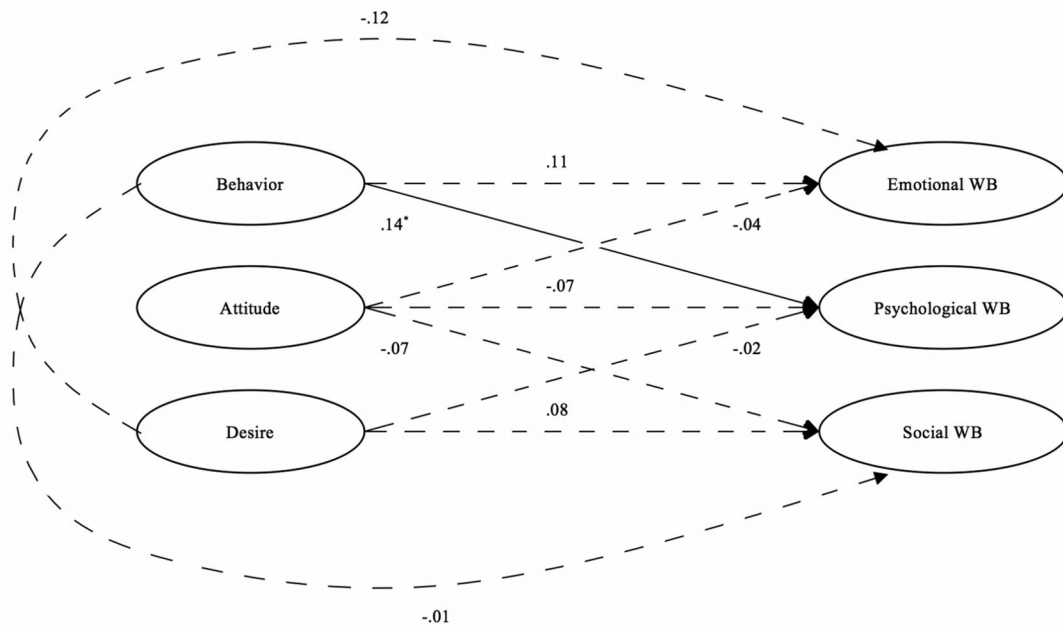 -.12
.11
Behavior
Emotional WB
.14*
-.04
-.07
Attitude
Psychological WB
-.07
-.02
.08
Desire
Social WB
-.01